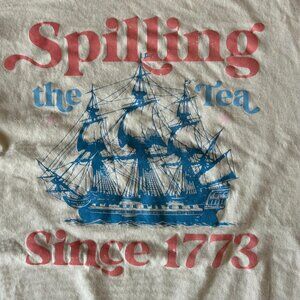 Spilling
the Tea
Since 1773